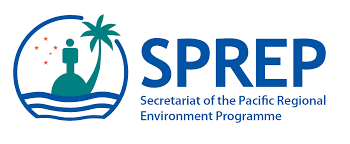 SPREP
Secretariat of the Pacific Regional
Environment Programme